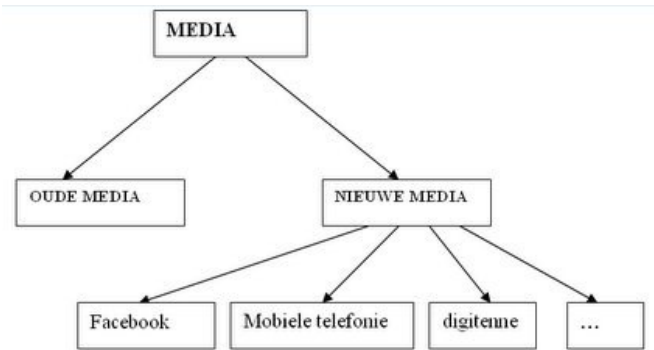 MEDIA
OUDE MEDIA
NIEUWE MEDIA
Facebook
Mobiele telefonie
digitenne
...